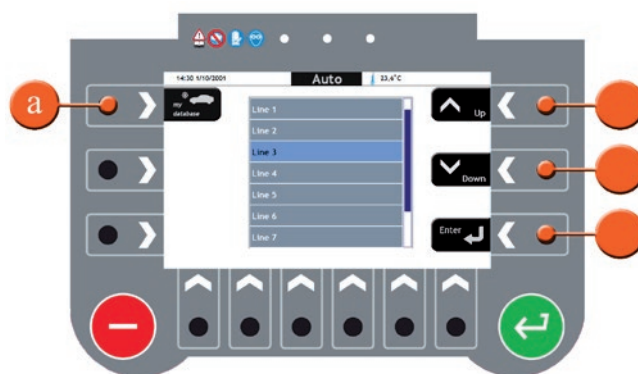 14:30 1/10/2001 Auto 23,6°C
a
my
database
Line 1
Line 2
Line 3
Line 4
Line 5
Line 6
Line 7
Up
Down
Enter